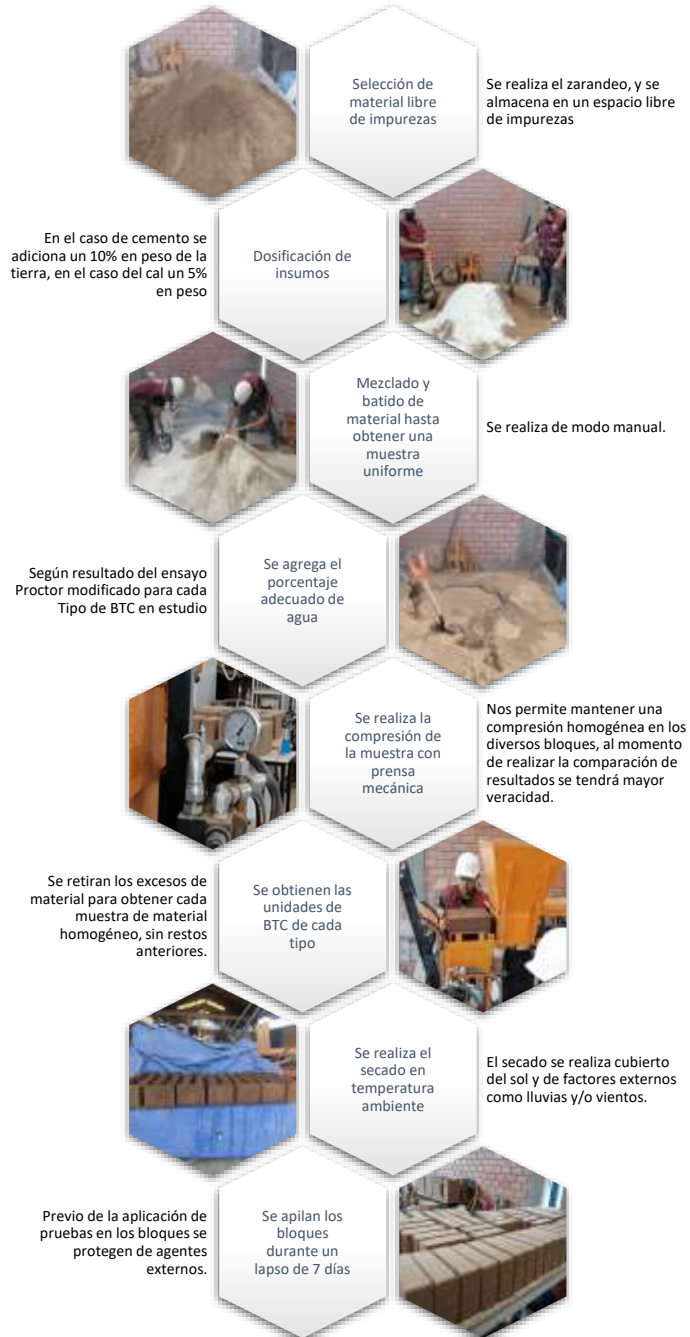 Selección de
material libre
de impurezas
Se realiza el zarandeo, y se
almacena en un espacio libre
de impurezas
En el caso de cemento se
adiciona un 10% en peso de la
tierra, en el caso del cal un 5%
en peso
Dosificación de
insumos
Mezclado y
batido de
material hasta
obtener una
muestra
uniforme
Se realiza de modo manual.
Según resultado del ensayo
Proctor modificado para cada
Tipo de BTC en estudio
Se agrega el
porcentaje
adecuado de
agua
Se realiza la
compresión de
la muestra con
prensa
mecánica
Nos permite mantener una
compresión homogénea en los
diversos bloques, al momento
de realizar la comparación de
resultados se tendrá mayor
veracidad.
Se retiran los excesos de
material para obtener cada
muestra de material
homogéneo, sin restos
anteriores.
Se obtienen las
unidades de
BTC de cada
tipo
Se realiza el
secado en
temperatura
ambiente
El secado se realiza cubierto
del sol y de factores externos
como lluvias y/o vientos.
Previo de la aplicación de
pruebas en los bloques se
protegen de agentes
externos.
Se apilan los
bloques
durante un
lapso de 7 días